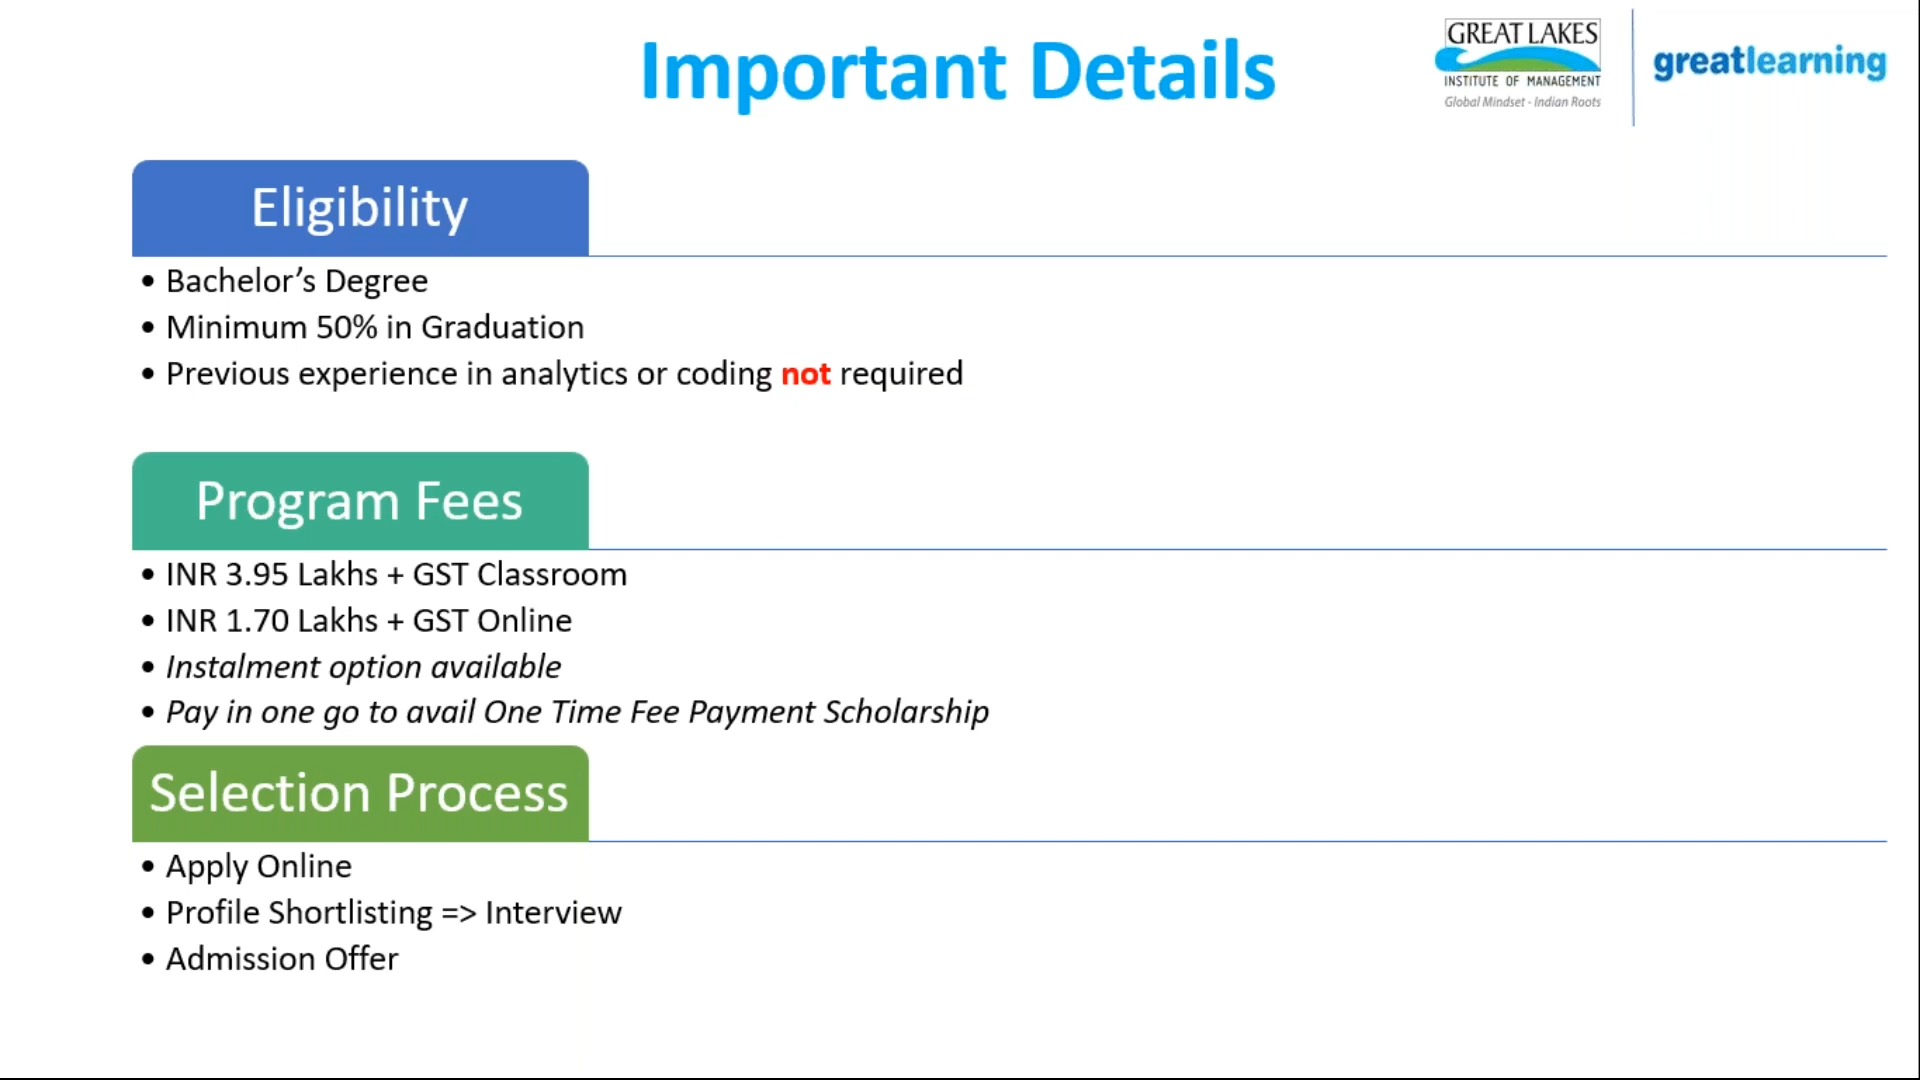 Important Details
GREAT LAKES
INSTITUTE OF MANAGEMENT
Global Mindset - Indian Roots
greatlearning
Eligibility
• Bachelor’s Degree
• Minimum 50% in Graduation
• Previous experience in analytics or coding not required
Program Fees
• INR 3.95 Lakhs + GST Classroom
• INR 1.70 Lakhs + GST Online
• Instalment option available
• Pay in one go to avail One Time Fee Payment Scholarship
Selection Process
• Apply Online
• Profile Shortlisting => Interview
• Admission Offer